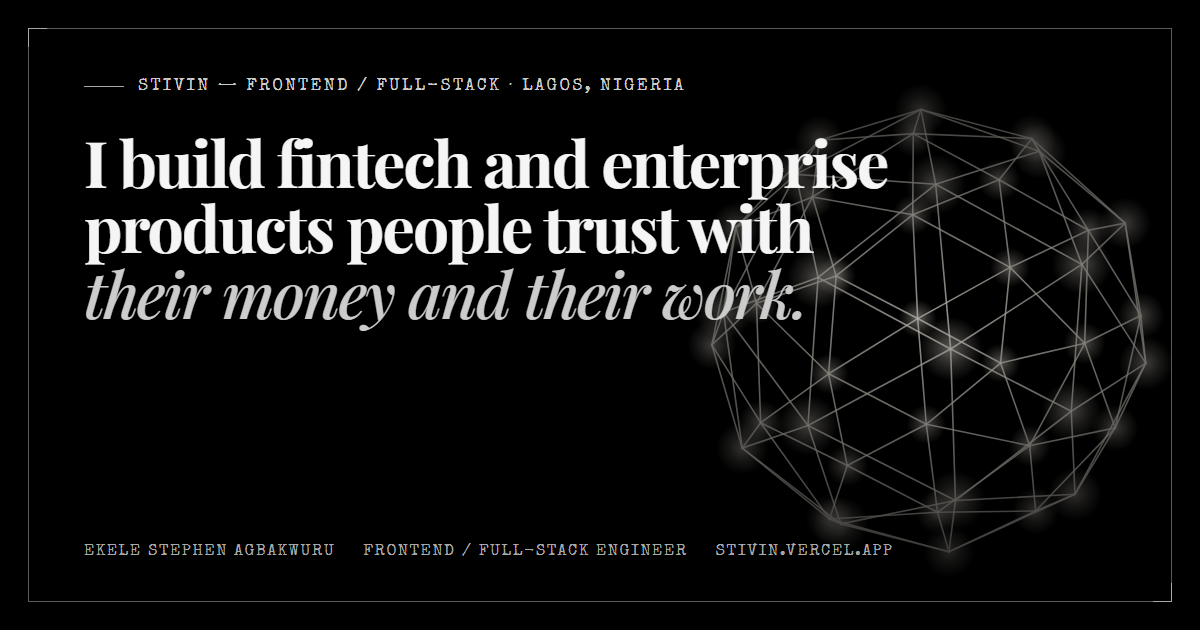 STIVIN — FRONTEND / FULL-STACK · LAGOS, NIGERIA
I build fintech and enterprise
products people trust with
their money and their work.
EKELE STEPHEN AGBAKWURU FRONTEND / FULL-STACK ENGINEER STIVIN.VERCEL.APP